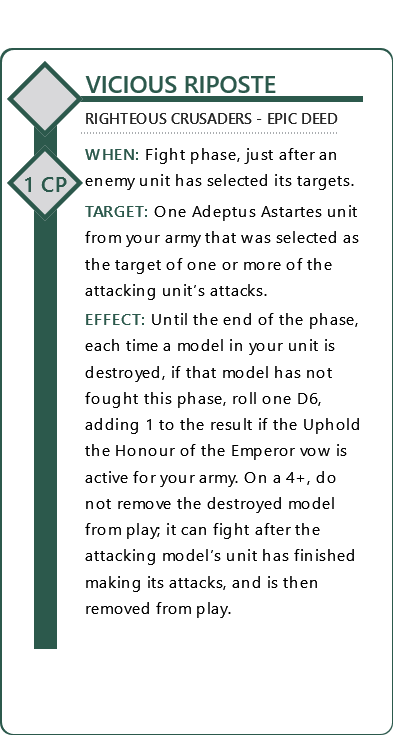 VICIOUS RIPOSTE
RIGHTEOUS CRUSADERS - EPIC DEED
1 CP
WHEN: Fight phase, just after an
enemy unit has selected its targets.
TARGET: One Adeptus Astartes unit
from your army that was selected as
the target of one or more of the
attacking unit's attacks.
EFFECT: Until the end of the phase,
each time a model in your unit is
destroyed, if that model has not
fought this phase, roll one D6,
adding 1 to the result if the Uphold
the Honour of the Emperor vow is
active for your army. On a 4+, do
not remove the destroyed model
from play; it can fight after the
attacking model's unit has finished
making its attacks, and is then
removed from play.